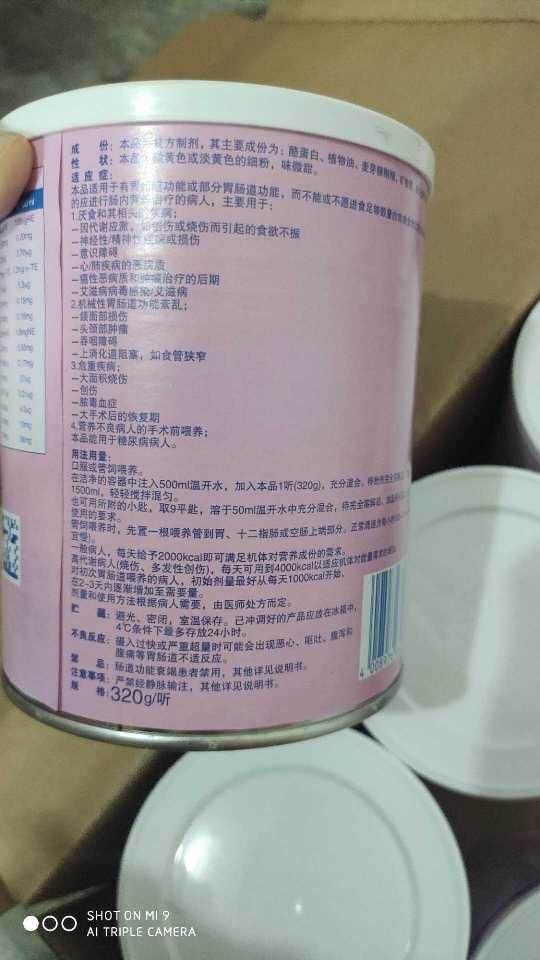 成 份：本品为复方制剂，其主要成份为：酪蛋白、植物油、麦芽糊精、矿物质
性 状：本品 黄色或淡黄色的细粉，味微甜。
适应症：
本品适用于有胃肠道功能或部分胃肠道功能，而不能或不愿进食足够数量的常规食物
的应进行肠内营养治疗的病人，主要用于：
1.厌食和其相关的疾病；
–因代谢应激，如创伤或烧伤而引起的食欲不振
–神经性/精神性疾病或损伤
–意识障碍
–心/肺疾病的恶病质
–癌性恶病质和肿瘤治疗的后期
–艾滋病病毒感染/艾滋病
2.机械性胃肠道功能紊乱；
–颌面部损伤
–头颈部肿瘤
–吞咽障碍
–上消化道阻塞，如食管狭窄
3.危重疾病；
–大面积烧伤
–创伤
–脓毒血症
–大手术后的恢复期
4.营养不良病人的手术前喂养；
本品能用于糖尿病病人。
用法用量：
口服或管饲喂养。
在洁净的容器中注入500ml温开水，加入本品1听(320g)，充分混合。待粉剂完全溶解后，
1500ml，轻轻搅拌混匀。
也可用所附的小匙，取9平匙，溶于50ml温开水中充分混合，待完全溶解后，
使用的要求。
管饲喂养时，先置一根喂养管到胃、十二指肠或空肠上端部分。正常滴速为每小时
宜慢)。
一般病人，每天给予2000kcal即可满足机体对营养成份的需求。
高代谢病人(烧伤、多发性创伤)，每天可用到4000kcal以适应机体对能量需求的增加。
对初次胃肠道喂养的病人，初始剂量最好从每天1000kcal开始，
在2–3天内逐渐增加至需要量。
剂量和使用方法根据病人需要，由医师处方而定。
贮 藏：避光、密闭，室温保存。已冲调好的产品应放在冰箱中，
4℃条件下最多存放24小时。
不良反应：摄入过快或严重超量时可能会出现恶心、呕吐、腹泻和
腹痛等胃肠道不适反应。
禁 忌：肠道功能衰竭患者禁用，其他详见说明书。
注意事项：严禁经静脉输注，其他详见说明书。
规 格：320g/听
SHOT ON MI 9
AI TRIPLE CAMERA